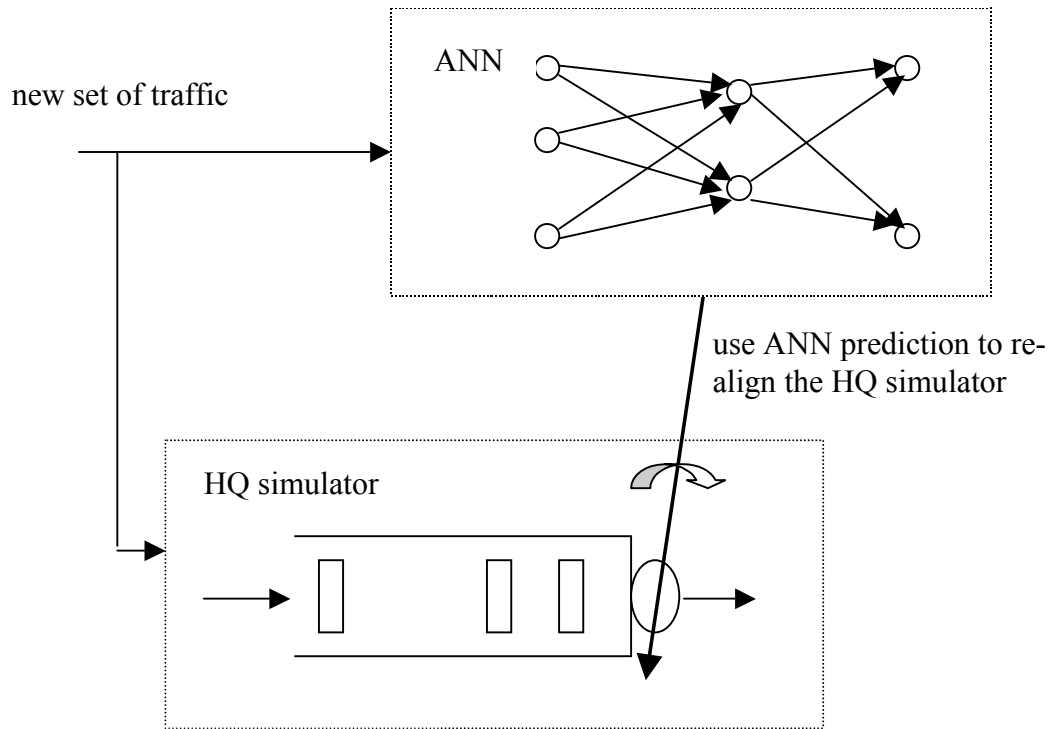 ANN
new set of traffic
use ANN prediction to re-
align the HQ simulator
HQ simulator